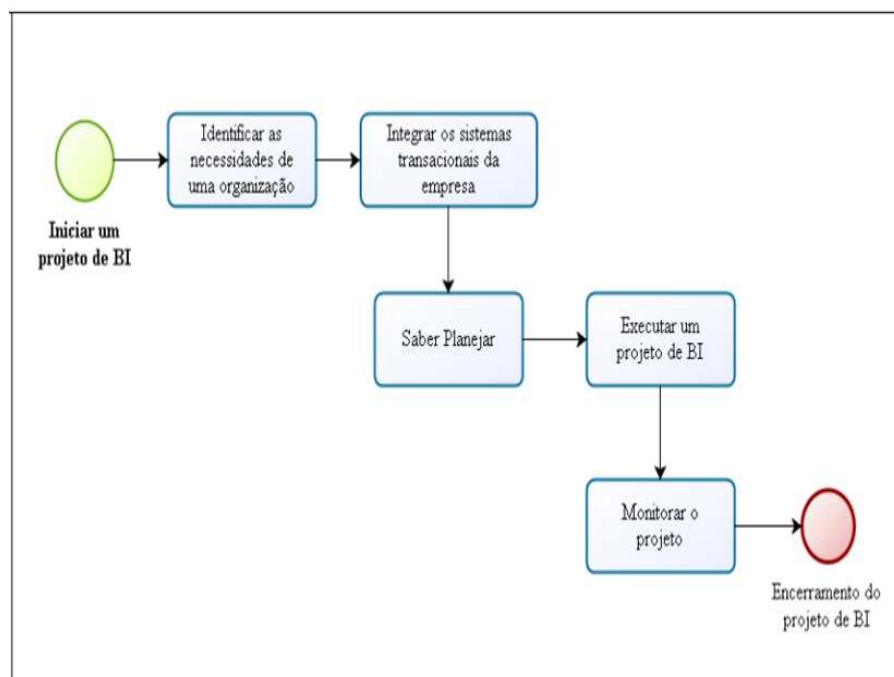 Identificar as
necessidades de
uma organização
Integrar os sistemas
transacionais da
empresa
Iniciar um
projeto de BI
Saber Planejar
Executar um
projeto de BI
Monitorar o
projeto
Encerramento do
projeto de BI